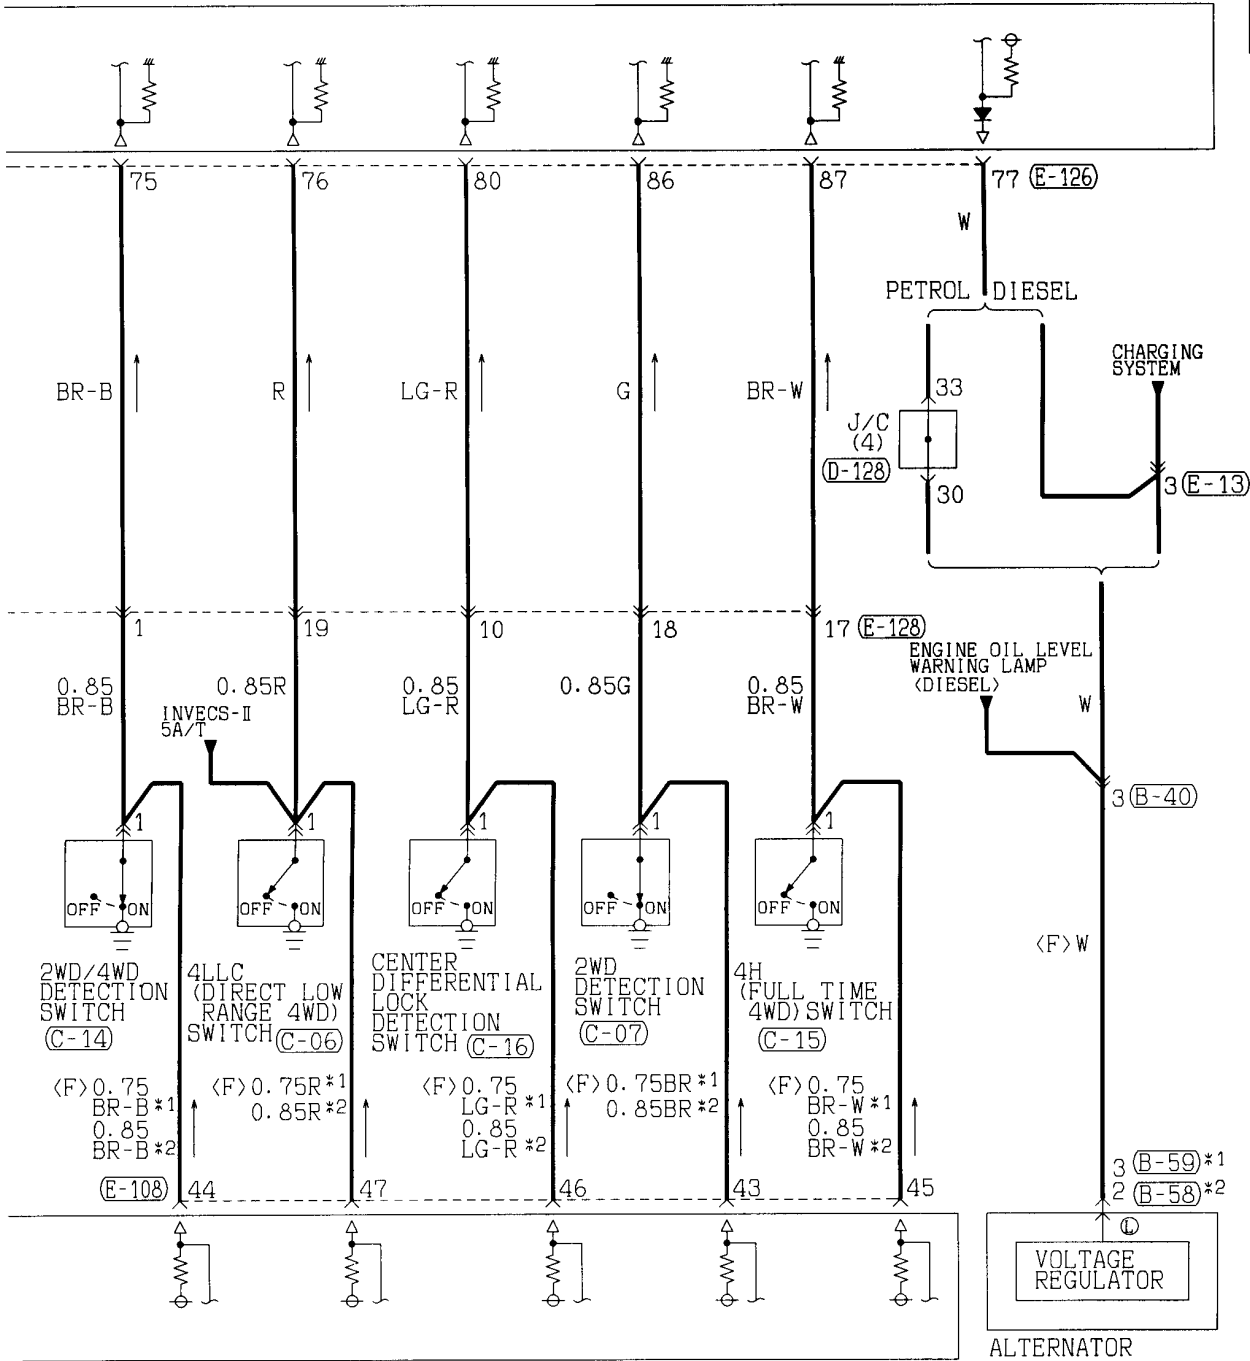 75
76
80
86
87
77 (E-126)
W
PETROL DIESEL
BR-B
R
LG-R
G
BR-W
33
J/C
(4)
D-128
30
CHARGING
SYSTEM
3 (E-13)
1
19
10
18
17 (E-128)
0.85
BR-B
0.85R
0.85
LG-R
0.85G
0.85
BR-W
INVECS-II
5A/T
ENGINE OIL LEVEL
WARNING LAMP
<DIESEL>
W
3 (B-40)
1
1
1
1
1
OFF ON
OFF ON
OFF ON
OFF ON
OFF ON
<F>W
2WD/4WD
DETECTION
SWITCH
C-14
4LLC
(DIRECT LOW
RANGE 4WD)
SWITCH C-06
CENTER
DIFFERENTIAL
LOCK
DETECTION
SWITCH C-16
2WD
DETECTION
SWITCH
C-07
4H
(FULL TIME
4WD) SWITCH
C-15
<F>0.75
BR-B*1
0.85
BR-B*2
<F>0.75R*1
0.85R*2
<F>0.75
LG-R*1
0.85
LG-R*2
<F>0.75BR*1
0.85BR*2
<F>0.75
BR-W*1
0.85
BR-W*2
E-108 44
47
46
43
45
3 (B-59)*1
2 (B-58)*2
L
VOLTAGE
REGULATOR
ALTERNATOR